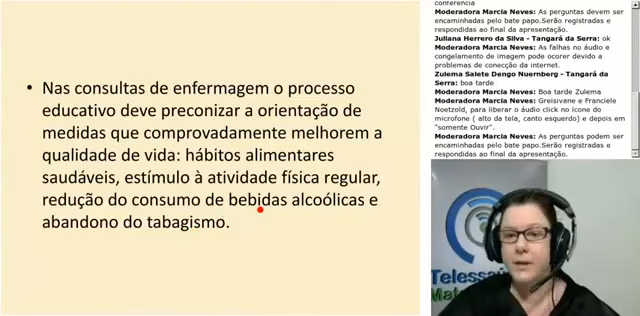 • Nas consultas de enfermagem o processo
educativo deve preconizar a orientação de
medidas que comprovadamente melhorem a
qualidade de vida: hábitos alimentares
saudáveis, estímulo à atividade física regular,
redução do consumo de bebidas alcoólicas e
abandono do tabagismo.
conferencia
Moderadora Marcia Neves: As perguntas devem ser
encaminhadas pelo bate papo.Serão registradas e
respondidas ao final da apresentação.
Juliana Herrero da Silva - Tangará da Serra: ok
Moderadora Marcia Neves: As falhas no áudio e
congelamento de imagem pode ocorer devido a
problemas de conecção da internet.
Zulema Salete Dengo Nuernberg - Tangará da
Serra: boa tarde
Moderadora Marcia Neves: Boa tarde Zulema
Moderadora Marcia Neves: Greisivane e Franciele
Noetzold, para liberar o áudio click no ícone do
microfone ( alto da tela, canto esquerdo) e depois em
"somente Ouvir".
Moderadora Marcia Neves: As perguntas podem ser
encaminhadas pelo bate papo.Serão registradas e
respondidas ao final da apresentação.